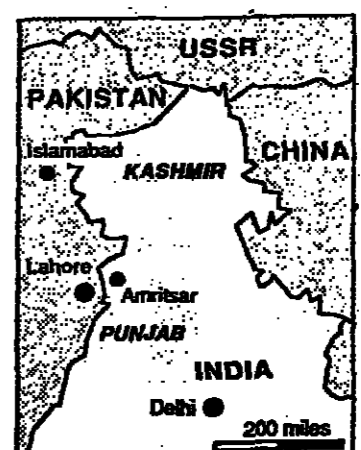 USSR
PAKISTAN
Islamabad
KASHMIR
CHINA
Lahore
Amritsar
PUNJAB
INDIA
Delhi
200 miles